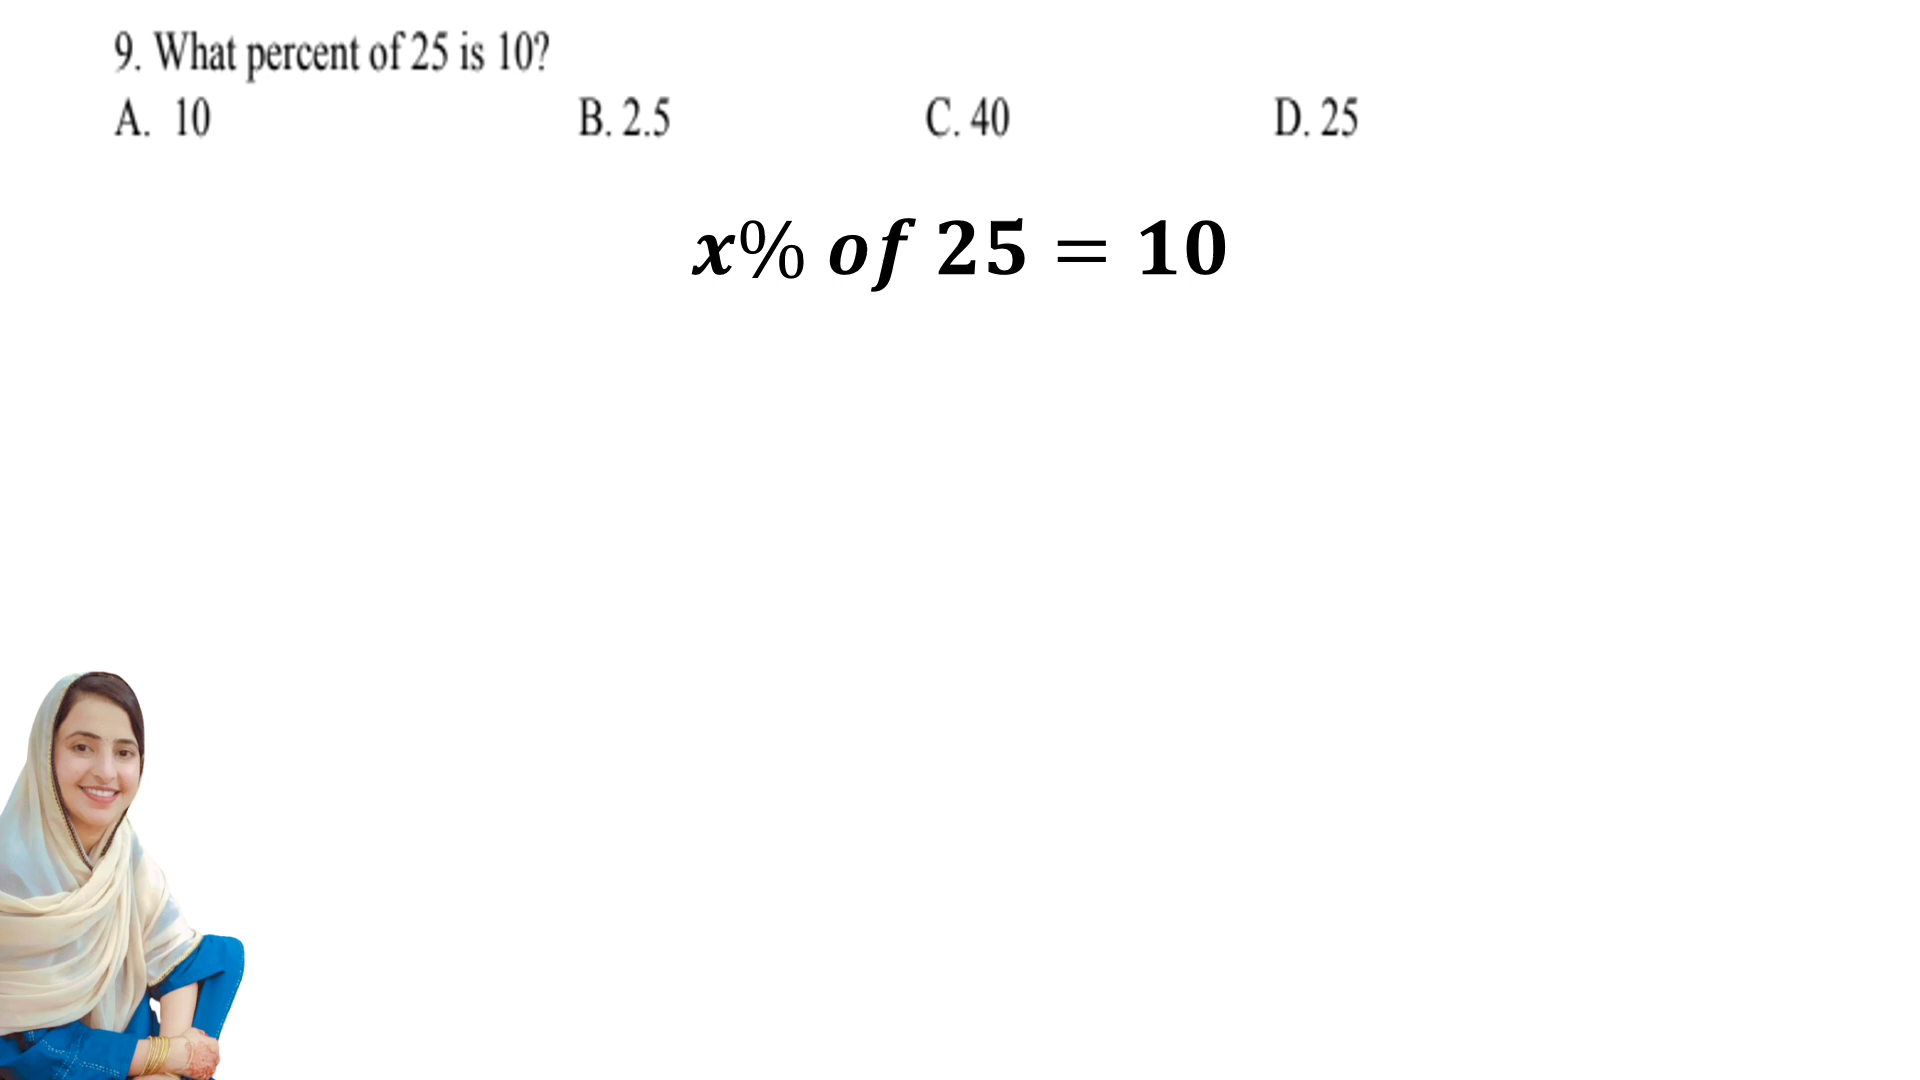 9. What percent of 25 is 10?
A. 10 B. 2.5 C. 40 D. 25
x% of 25 = 10